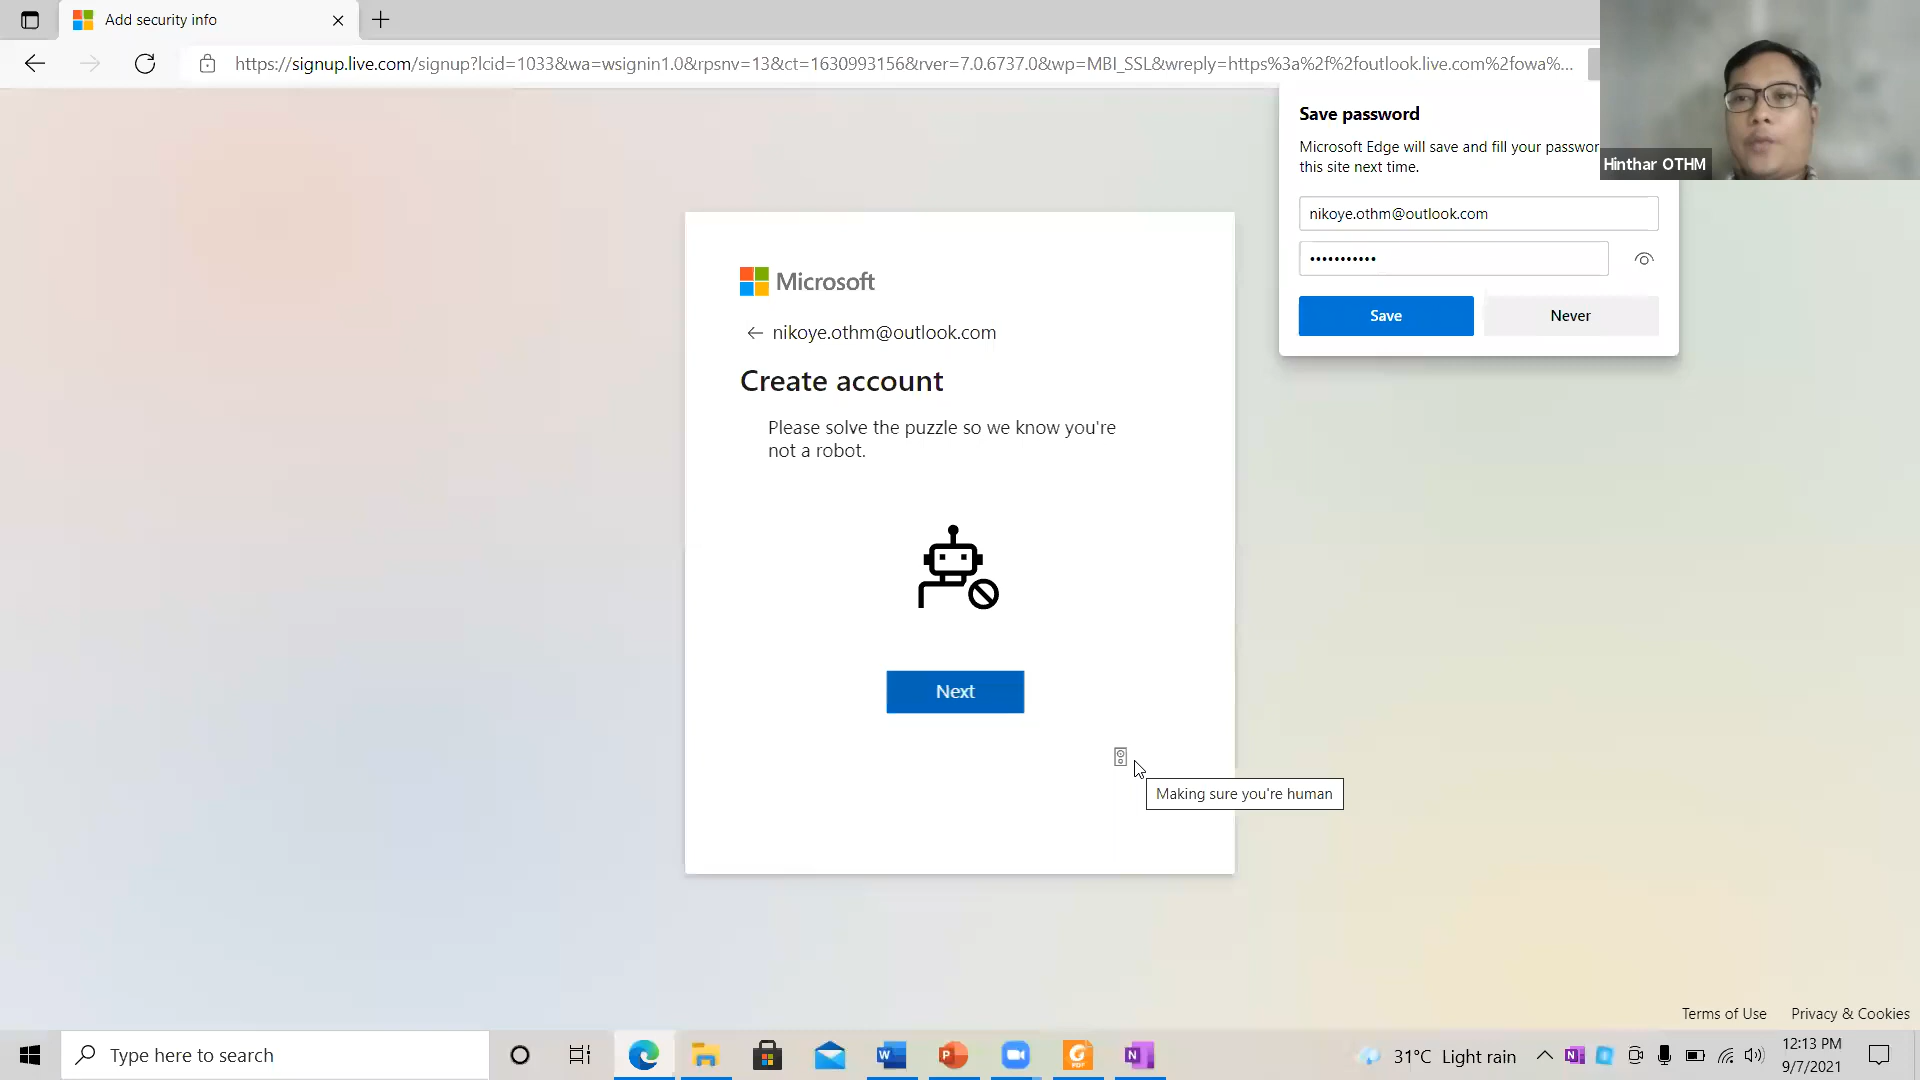 Add security info
https://signup.live.com/signup?lcid=1033&wa=wsignin1.0&rpsnv=13&ct=1630993156&rver=7.0.6737.0&wp=MBI_SSL&wreply=https%3a%2f%2foutlook.live.com%2fowa%...
Save password
Microsoft Edge will save and fill your passwor
this site next time.
Hinthar OTHM
nikoye.othm@outlook.com
•••••••••••
Save
Never
Microsoft
nikoye.othm@outlook.com
Create account
Please solve the puzzle so we know you're
not a robot.
Next
Making sure you're human
Terms of Use
Privacy & Cookies
Type here to search
31°C Light rain
12:13 PM
9/7/2021